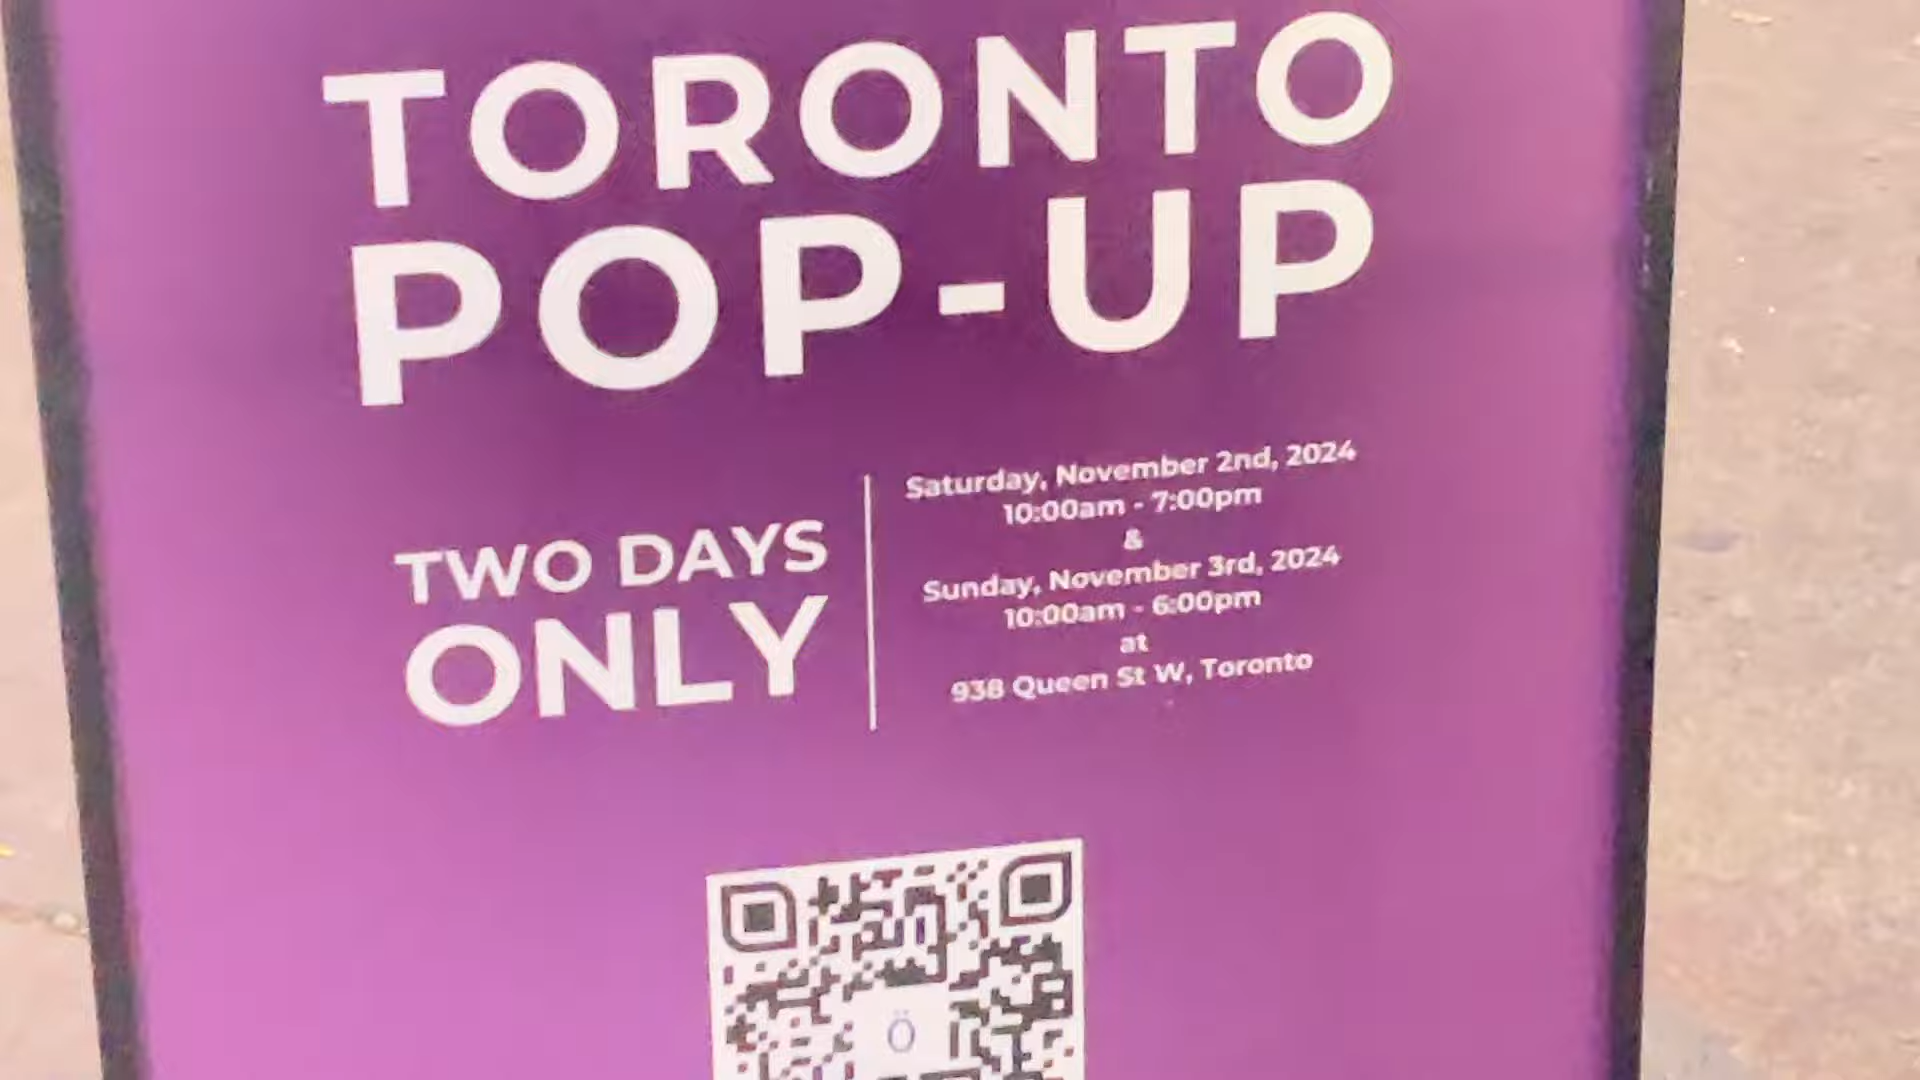 TORONTO
POP-UP
TWO DAYS
ONLY
Saturday, November 2nd, 2024
10:00am - 7:00pm
&
Sunday, November 3rd, 2024
10:00am - 6:00pm
at
938 Queen St W, Toronto
Ö